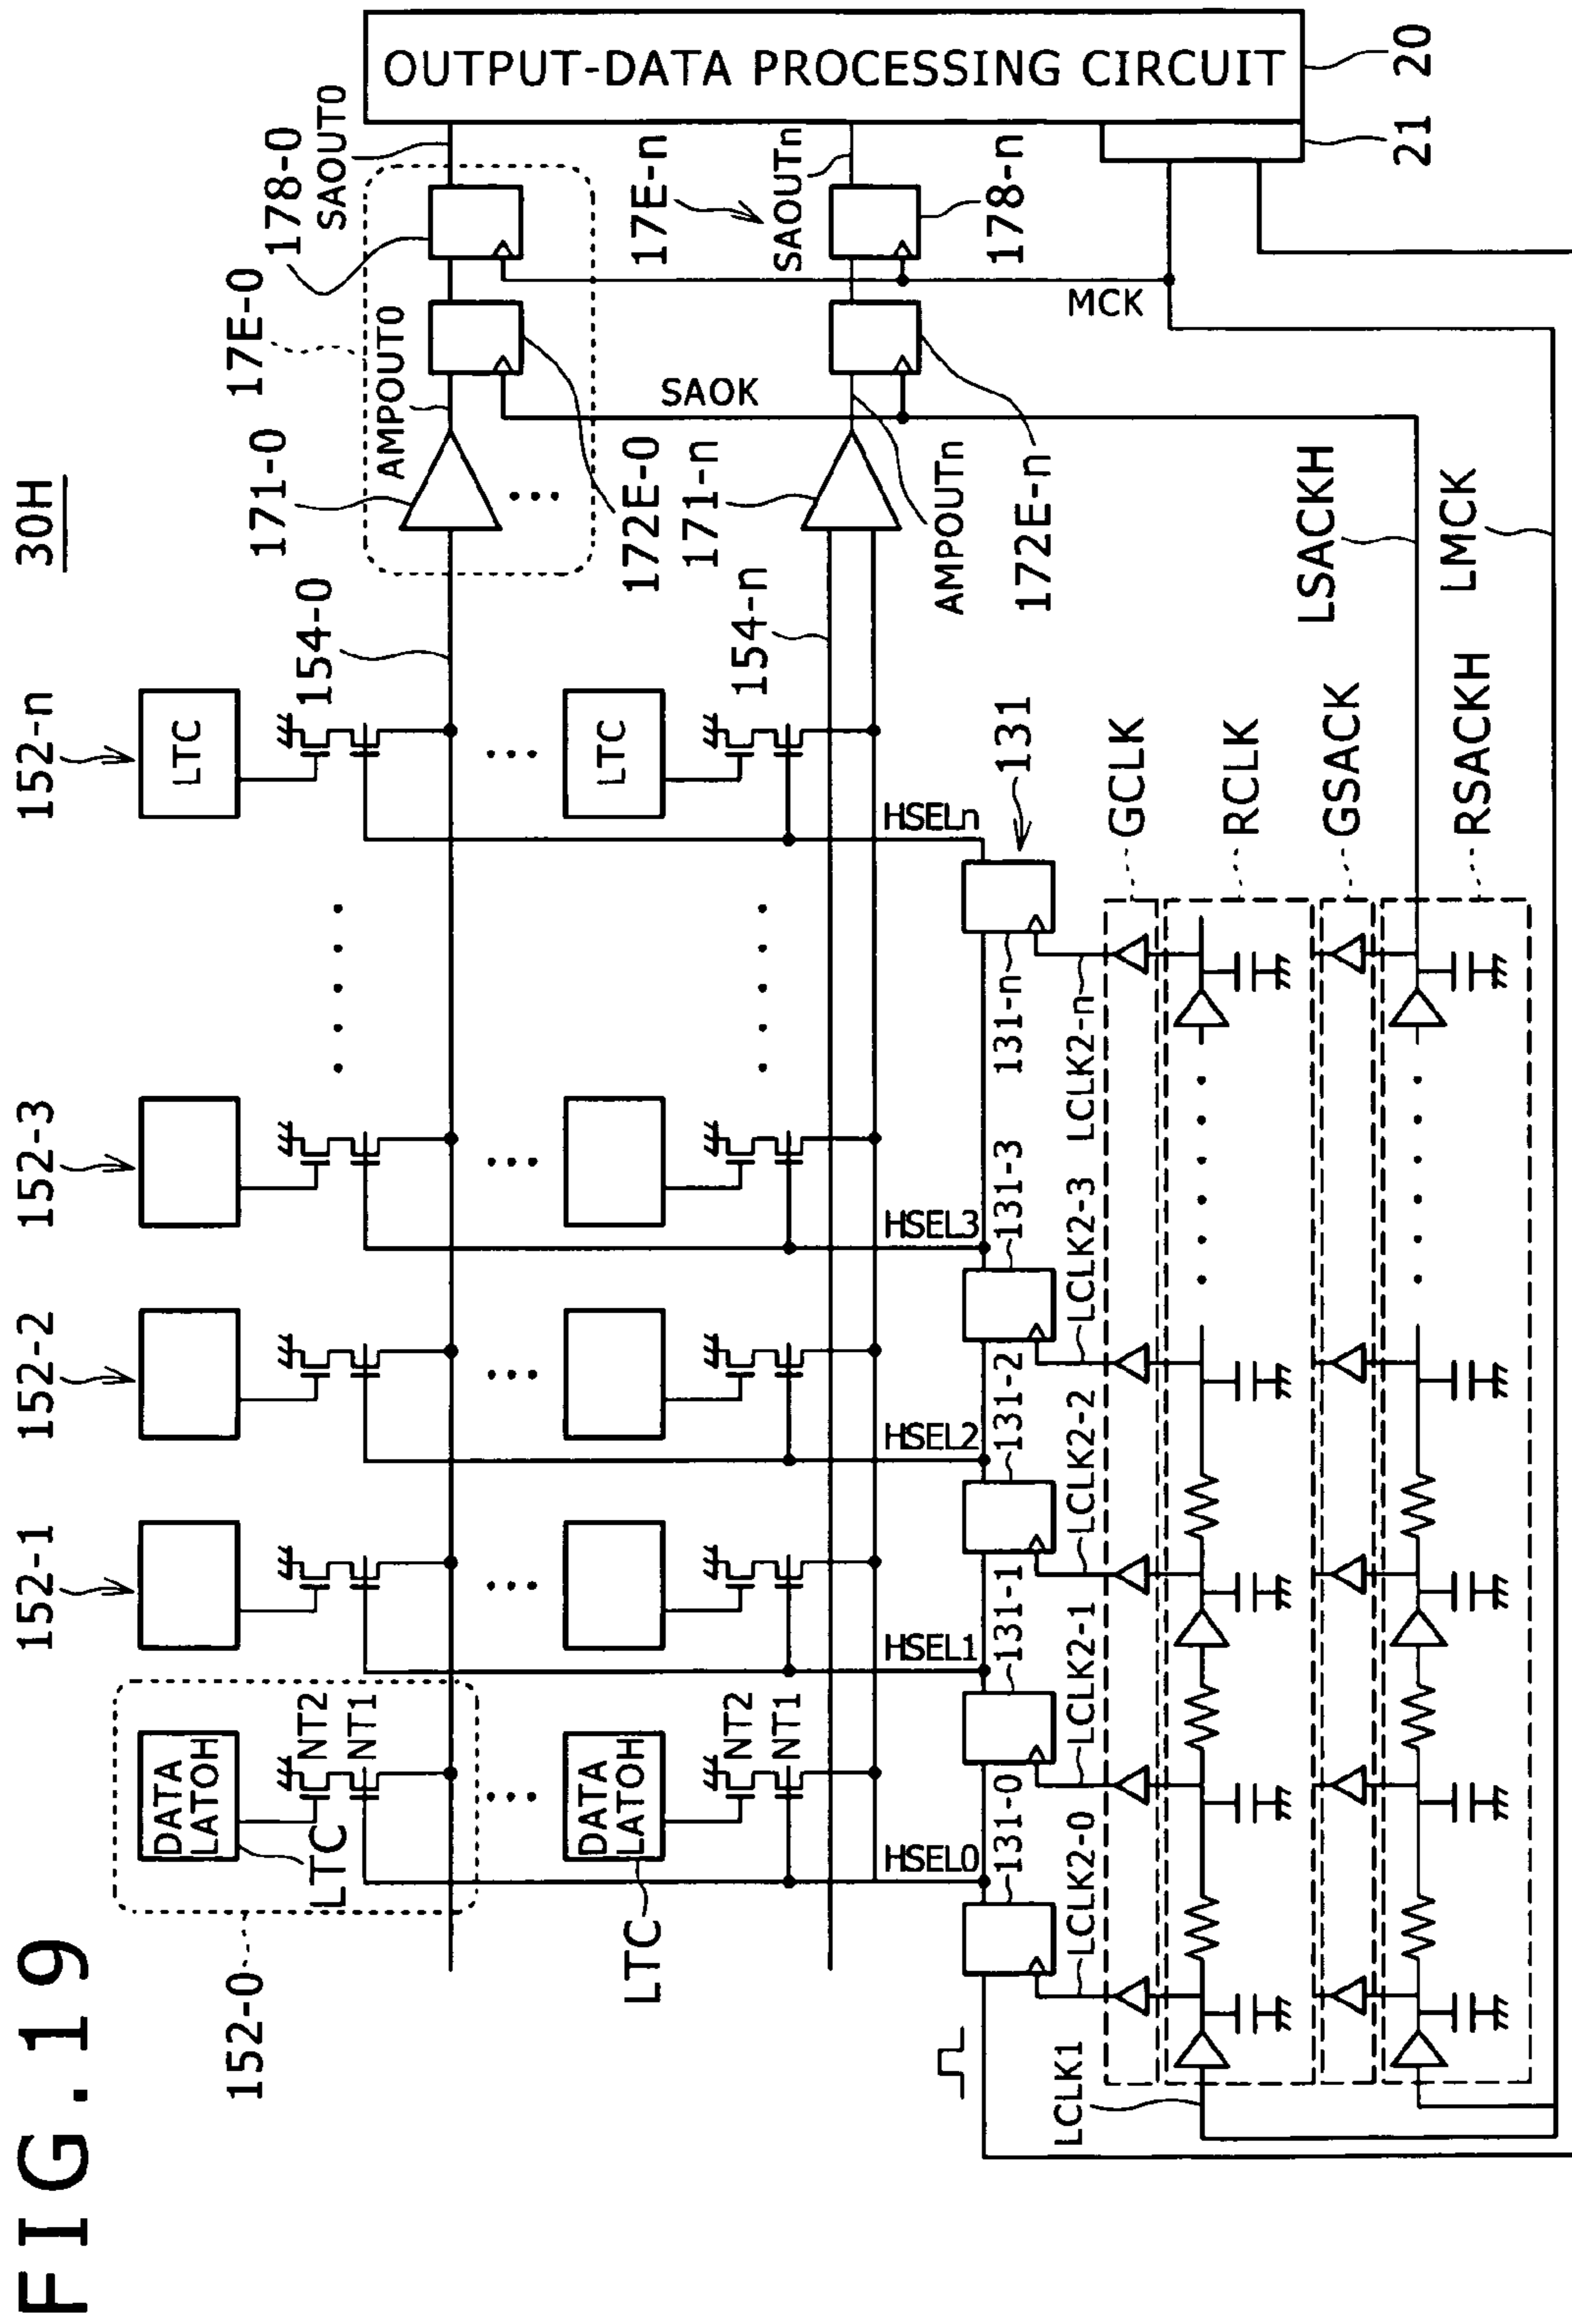 FIG.19
30H
152-0
152-1
152-2
152-3
152-n
DATA
LATOH
LTC
NT2
NT1
LTC
154-0
171-0
17E-0
AMPOUT0
178-0
SAOUT0
172E-0
DATA
LATOH
LTC
NT2
NT1
LTC
154-n
171-n
AMPOUTn
172E-n
17E-n
SAOUTn
178-n
SAOK
MCK
OUTPUT-DATA PROCESSING CIRCUIT
20
21
HSEL0
HSEL1
HSEL2
HSEL3
HSELn
131-0
131-1
131-2
131-3
131-n
131
LCLK2-0
LCLK2-1
LCLK2-2
LCLK2-3
LCLK2-n
LCLK1
GCLK
RCLK
GSACK
RSACKH
LSACKH
LMCK